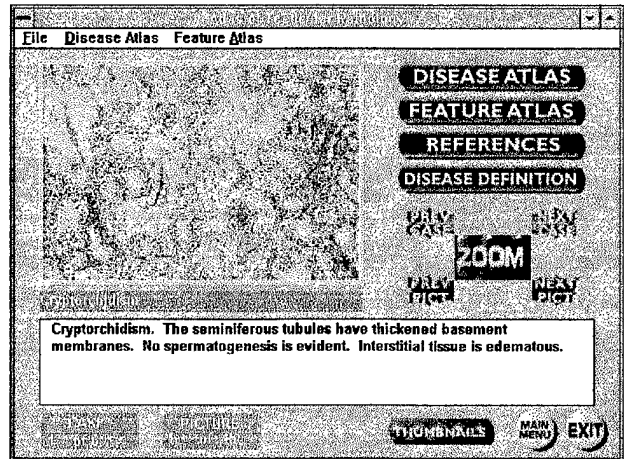 File Disease Atlas Feature Atlas
DISEASE ATLAS
FEATURE ATLAS
REFERENCES
DISEASE DEFINITION
PREV CASE
NEXT CASE
ZOOM
PREV PICT
NEXT PICT
Cryptorchidism
Cryptorchidism. The seminiferous tubules have thickened basement
membranes. No spermatogenesis is evident. Interstitial tissue is edematous.
THUMBNAILS
MAIN MENU
EXIT